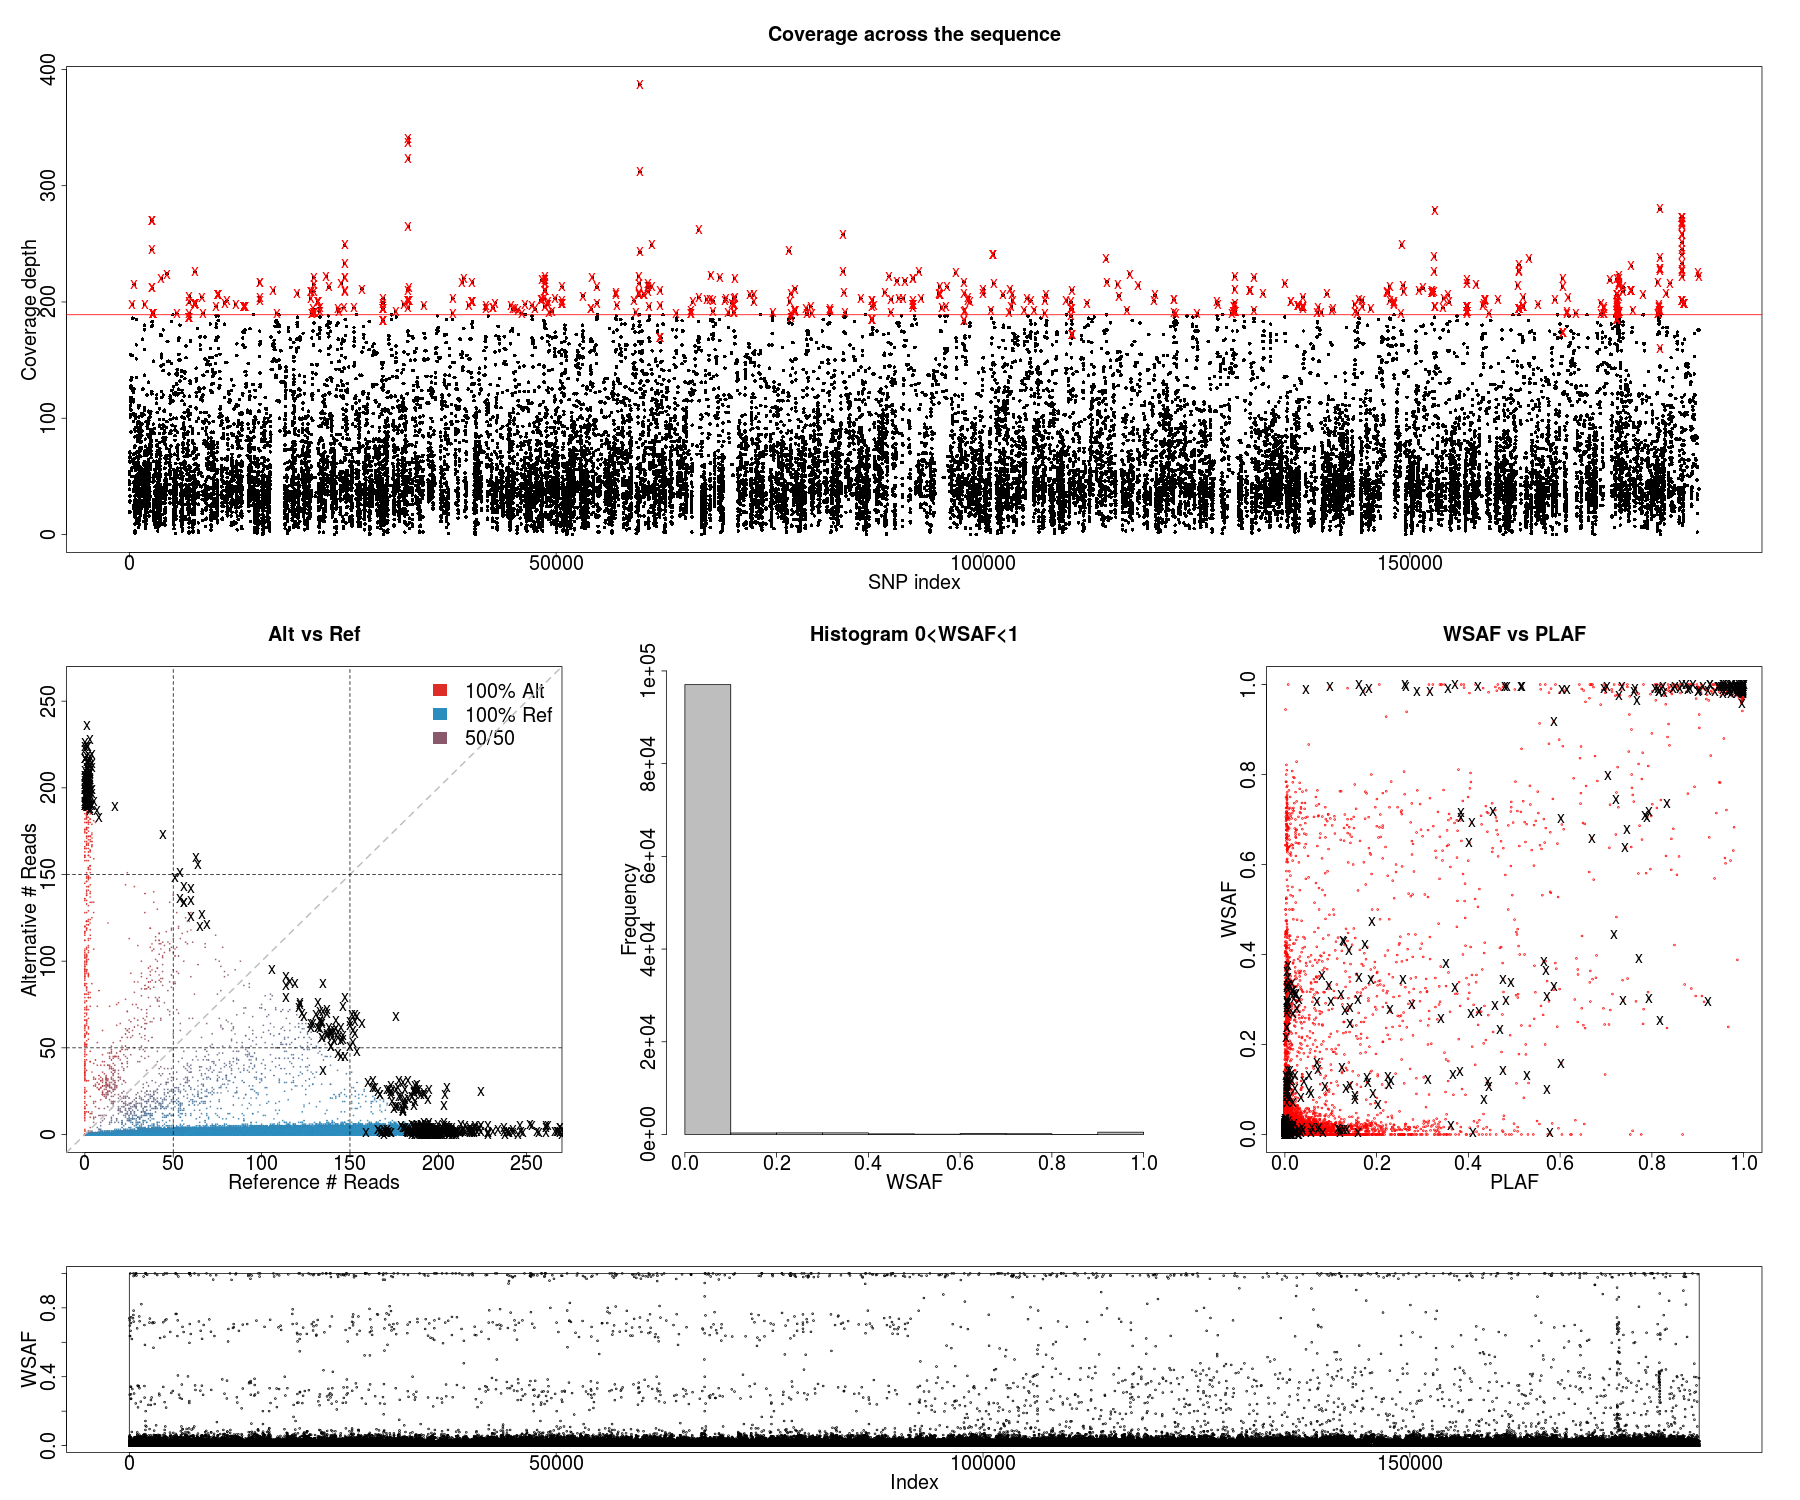 Coverage across the sequence
Coverage depth
0
100
200
300
400
0
50000
100000
150000
SNP index
Alt vs Ref
Alternative # Reads
0
50
100
150
200
250
100% Alt
100% Ref
50/50
0
50
100
150
200
250
Reference # Reads
Histogram 0<WSAF<1
Frequency
0e+00
2e+04
4e+04
6e+04
8e+04
1e+05
0.0
0.2
0.4
0.6
0.8
1.0
WSAF
WSAF vs PLAF
WSAF
0.0
0.2
0.4
0.6
0.8
1.0
0.0
0.2
0.4
0.6
0.8
1.0
PLAF
WSAF
0.0
0.4
0.8
0
50000
100000
150000
Index